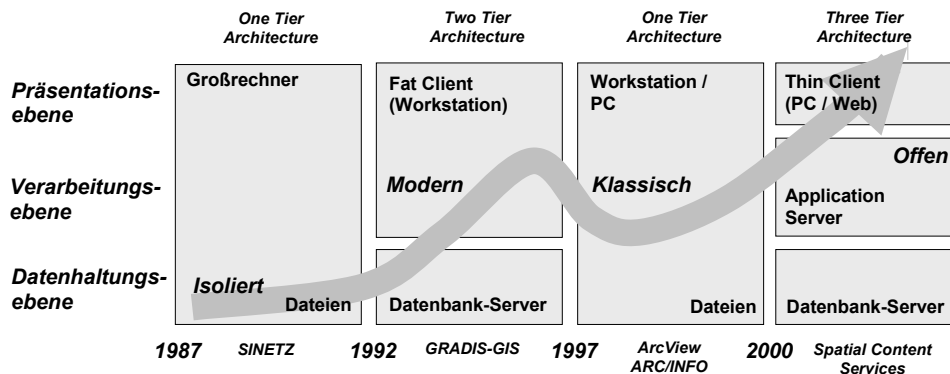 One Tier
Architecture
Two Tier
Architecture
One Tier
Architecture
Three Tier
Architecture
Präsentations-
ebene
Großrechner
Fat Client
(Workstation)
Workstation /
PC
Thin Client
(PC / Web)
Verarbeitungs-
ebene
Modern
Klassisch
Offen
Application
Server
Datenhaltungs-
ebene
Isoliert
Dateien
Datenbank-Server
Dateien
Datenbank-Server
1987
SINETZ
1992
GRADIS-GIS
1997
ArcView
ARC/INFO
2000
Spatial Content
Services